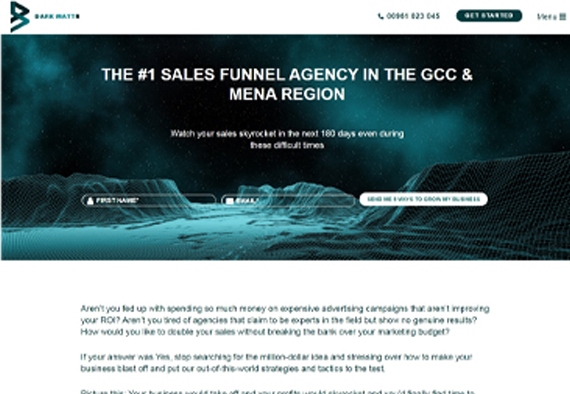 DARK MATTR
00961 823 045
GET STARTED
Menu
THE #1 SALES FUNNEL AGENCY IN THE GCC &
MENA REGION
Watch your sales skyrocket in the next 180 days even during
these difficult times
FIRST NAME*
EMAIL*
SEND ME 5 WAYS TO GROW MY BUSINESS
Aren't you fed up with spending so much money on expensive advertising campaigns that aren't improving
your ROI? Aren't you tired of agencies that claim to be experts in the field but show no genuine results?
How would you like to double your sales without breaking the bank over your marketing budget?
If your answer was Yes, stop searching for the million-dollar idea and stressing over how to make your
business blast off and put our out-of-this-world strategies and tactics to the test.
Picture this: Your business would take off and your profits would skyrocket and you'd finally find time to